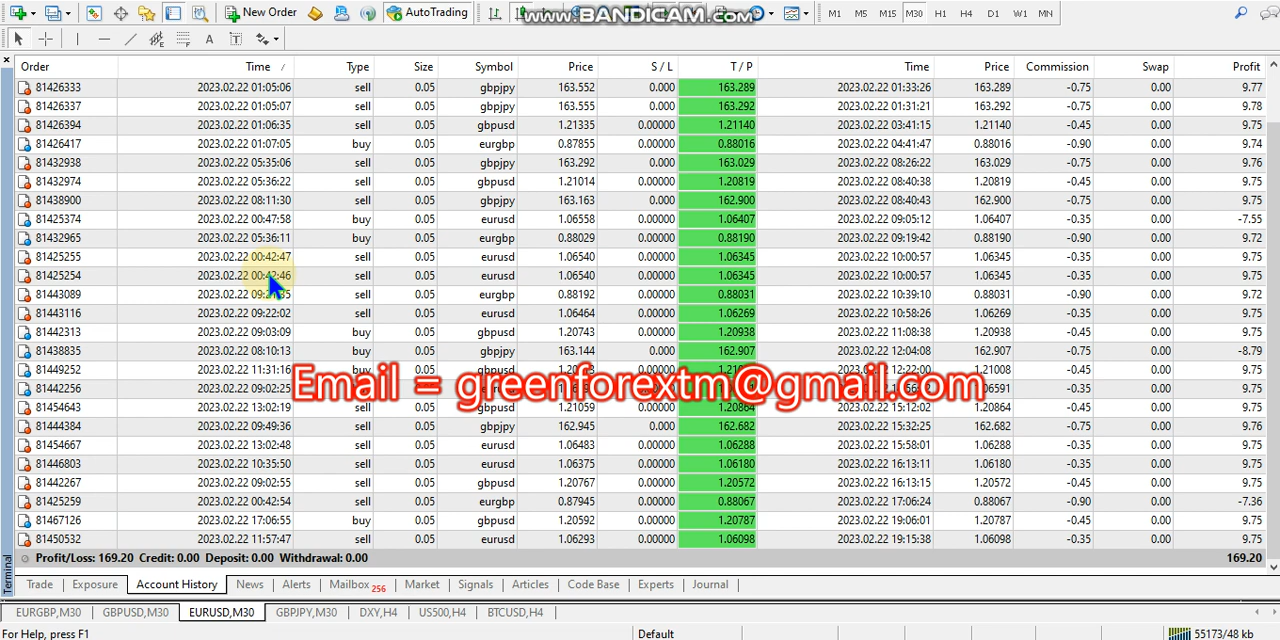 New Order AutoTrading www.BANDICAM.com M1 M5 M15 M30 H1 H4 D1 W1 MN
A T
Order Time / Type Size Symbol Price S / L T / P Time Price Commission Swap Profit
81426333 2023.02.22 01:05:06 sell 0.05 gbpjpy 163.552 0.000 163.289 2023.02.22 01:33:26 163.289 -0.75 0.00 9.77
81426337 2023.02.22 01:05:07 sell 0.05 gbpjpy 163.555 0.000 163.292 2023.02.22 01:31:21 163.292 -0.75 0.00 9.78
81426394 2023.02.22 01:06:35 sell 0.05 gbpusd 1.21335 0.00000 1.21140 2023.02.22 03:41:15 1.21140 -0.45 0.00 9.75
81426417 2023.02.22 01:07:05 buy 0.05 eurgbp 0.87855 0.00000 0.88016 2023.02.22 04:41:47 0.88016 -0.90 0.00 9.74
81432938 2023.02.22 05:35:06 sell 0.05 gbpjpy 163.292 0.000 163.029 2023.02.22 08:26:22 163.029 -0.75 0.00 9.76
81432974 2023.02.22 05:36:22 sell 0.05 gbpusd 1.21014 0.00000 1.20819 2023.02.22 08:40:38 1.20819 -0.45 0.00 9.75
81438900 2023.02.22 08:11:30 sell 0.05 gbpjpy 163.163 0.000 162.900 2023.02.22 08:40:43 162.900 -0.75 0.00 9.75
81425374 2023.02.22 00:47:58 buy 0.05 eurusd 1.06558 0.00000 1.06407 2023.02.22 09:05:12 1.06407 -0.35 0.00 -7.55
81432965 2023.02.22 05:36:11 buy 0.05 eurgbp 0.88029 0.00000 0.88190 2023.02.22 09:19:42 0.88190 -0.90 0.00 9.72
81425255 2023.02.22 00:42:47 sell 0.05 eurusd 1.06540 0.00000 1.06345 2023.02.22 10:00:57 1.06345 -0.35 0.00 9.75
81425254 2023.02.22 00:42:46 sell 0.05 eurusd 1.06540 0.00000 1.06345 2023.02.22 10:00:57 1.06345 -0.35 0.00 9.75
81443089 2023.02.22 sell 0.05 eurgbp 0.88192 0.00000 0.88031 2023.02.22 10:39:10 0.88031 -0.90 0.00 9.72
81443116 2023.02.22 09:22:02 sell 0.05 eurusd 1.06464 0.00000 1.06269 2023.02.22 10:58:26 1.06269 -0.35 0.00 9.75
81442313 2023.02.22 09:03:09 buy 0.05 gbpusd 1.20743 0.00000 1.20938 2023.02.22 11:08:38 1.20938 -0.45 0.00 9.75
81438835 2023.02.22 08:10:13 buy 0.05 gbpjpy 163.144 0.000 162.907 2023.02.22 12:04:08 162.907 -0.75 0.00 -8.79
81449252 2023.02.22 11:31:16 0.05 2023.02.22 12:22:00 1.21008 -0.45 0.00 9.75
Email = greenforextm@gmail.com
81442256 2023.02.22 -0.35 0.00 9.75
81454643 2023.02.22 13:02:19 sell 0.05 gbpusd 1.21059 0.00000 1.20864 2023.02.22 15:12:02 1.20864 -0.45 0.00 9.75
81444384 2023.02.22 09:49:36 sell 0.05 gbpjpy 162.945 0.000 162.682 2023.02.22 15:32:25 162.682 -0.75 0.00 9.76
81454667 2023.02.22 13:02:48 sell 0.05 eurusd 1.06483 0.00000 1.06288 2023.02.22 15:58:01 1.06288 -0.35 0.00 9.75
81446803 2023.02.22 10:35:50 sell 0.05 eurusd 1.06375 0.00000 1.06180 2023.02.22 16:13:11 1.06180 -0.35 0.00 9.75
81442267 2023.02.22 09:02:55 sell 0.05 gbpusd 1.20767 0.00000 1.20572 2023.02.22 16:13:15 1.20572 -0.45 0.00 9.75
81425259 2023.02.22 00:42:54 sell 0.05 eurgbp 0.87945 0.00000 0.88067 2023.02.22 17:06:24 0.88067 -0.90 0.00 -7.36
81467126 2023.02.22 17:06:55 buy 0.05 gbpusd 1.20592 0.00000 1.20787 2023.02.22 19:06:01 1.20787 -0.45 0.00 9.75
81450532 2023.02.22 11:57:47 sell 0.05 eurusd 1.06293 0.00000 1.06098 2023.02.22 19:15:38 1.06098 -0.35 0.00 9.75
Profit/Loss: 169.20 Credit: 0.00 Deposit: 0.00 Withdrawal: 0.00 169.20
Terminal
Trade Exposure Account History News Alerts Mailbox 256 Market Signals Articles Code Base Experts Journal
EURGBP,M30 GBPUSD,M30 EURUSD,M30 GBPJPY,M30 DXY,H4 US500,H4 BTCUSD,H4
For Help, press F1 Default 55173/48 kb